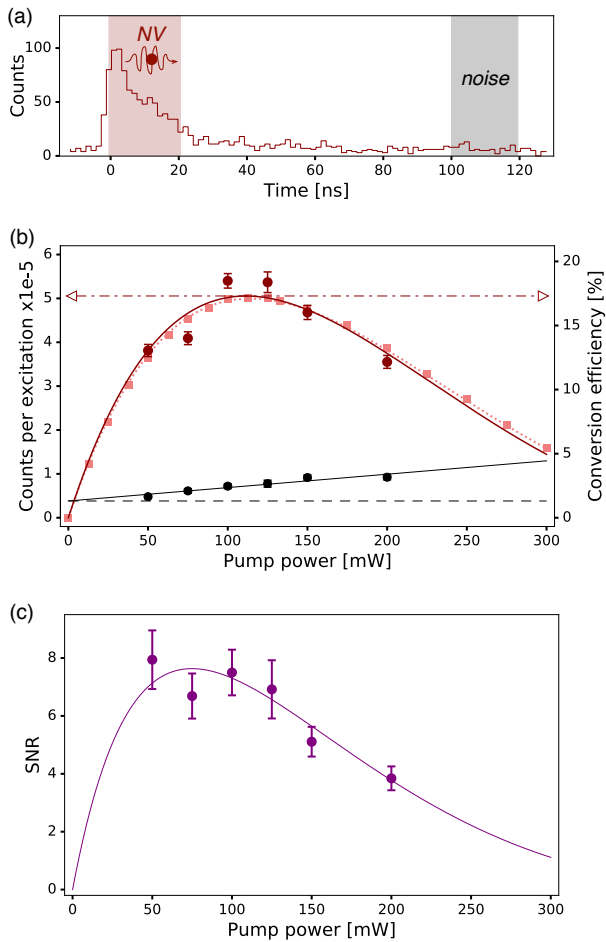 (a)
NV
noise
100
50
0
Counts
0 20 40 60 80 100 120
Time [ns]
(b)
6
5
4
3
2
1
0
Counts per excitation x1e-5
20
15
10
5
0
Conversion efficiency [%]
0 50 100 150 200 250 300
Pump power [mW]
(c)
8
6
4
2
0
SNR
0 50 100 150 200 250 300
Pump power [mW]